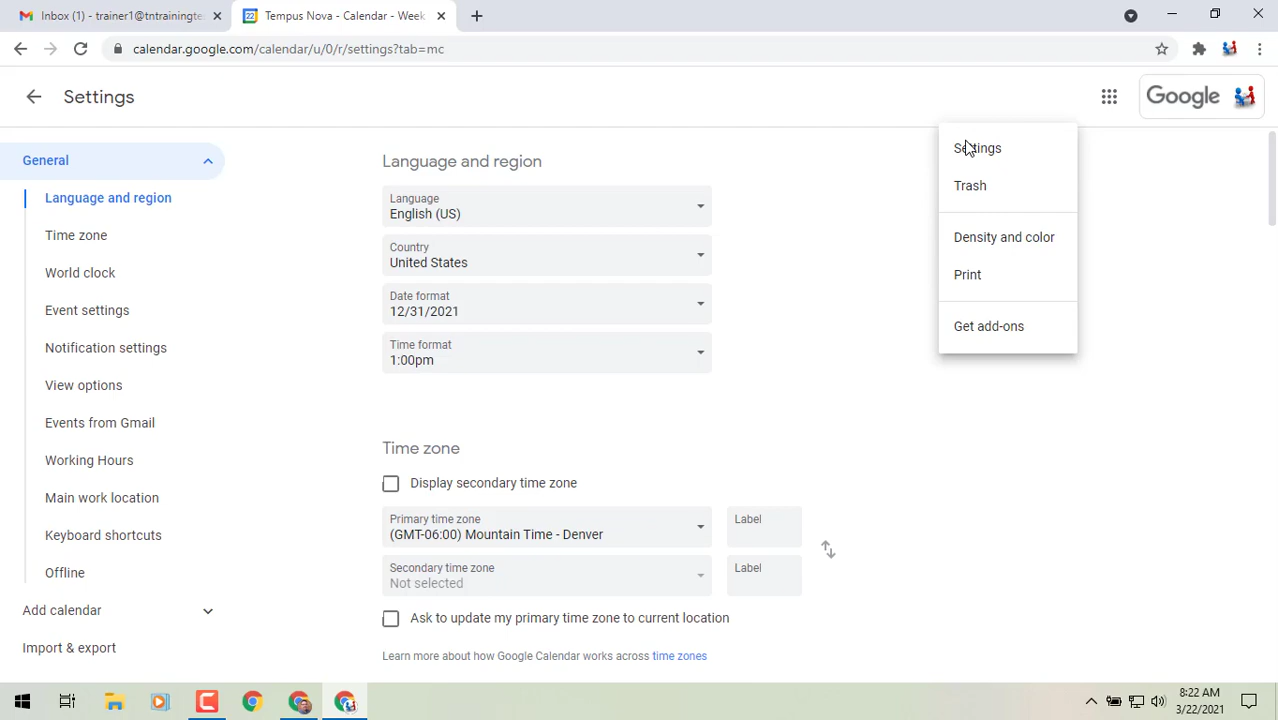 Inbox (1) - trainer1@tntrainingte
22
Tempus Nova - Calendar - Week
calendar.google.com/calendar/u/0/r/settings?tab=mc
Settings
Google
General
Language and region
Time zone
World clock
Event settings
Notification settings
View options
Events from Gmail
Working Hours
Main work location
Keyboard shortcuts
Offline
Add calendar
Import & export
Language and region
Language
English (US)
Country
United States
Date format
12/31/2021
Time format
1:00pm
Time zone
Display secondary time zone
Primary time zone
(GMT-06:00) Mountain Time - Denver
Label
Secondary time zone
Not selected
Label
Ask to update my primary time zone to current location
Learn more about how Google Calendar works across time zones
Settings
Trash
Density and color
Print
Get add-ons
8:22 AM
3/22/2021